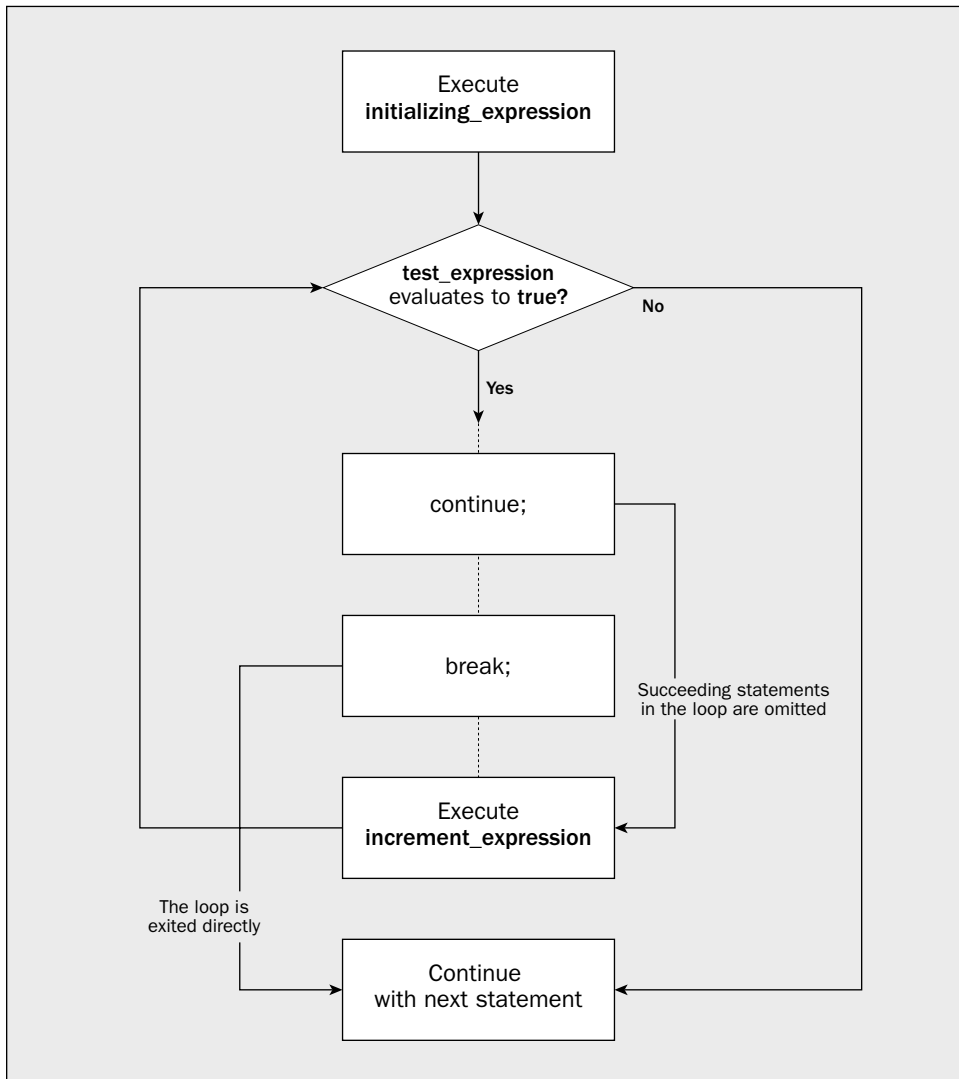 Execute
initializing_expression
test_expression
evaluates to true?
No
Yes
continue;
break;
Succeeding statements
in the loop are omitted
Execute
increment_expression
The loop is
exited directly
Continue
with next statement